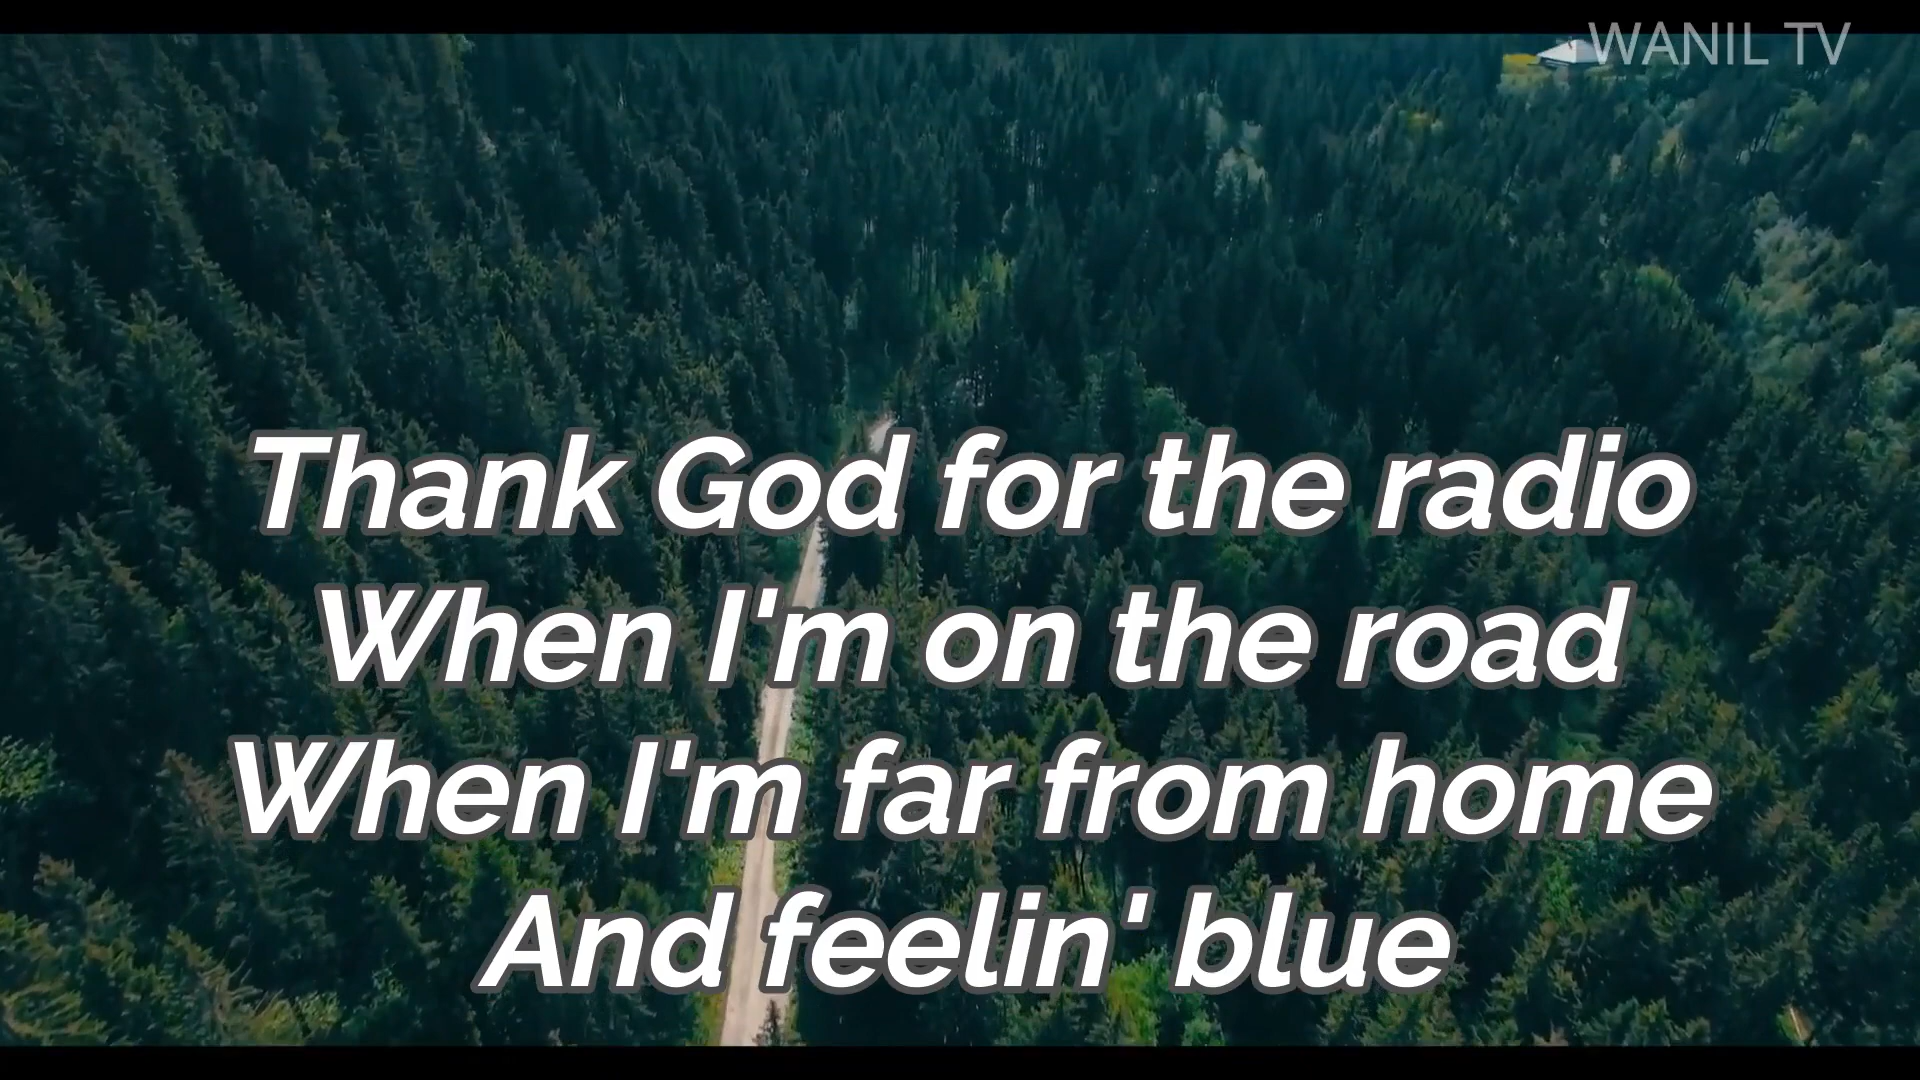 WANIL TV
Thank God for the radio
When I'm on the road
When I'm far from home
And feelin' blue